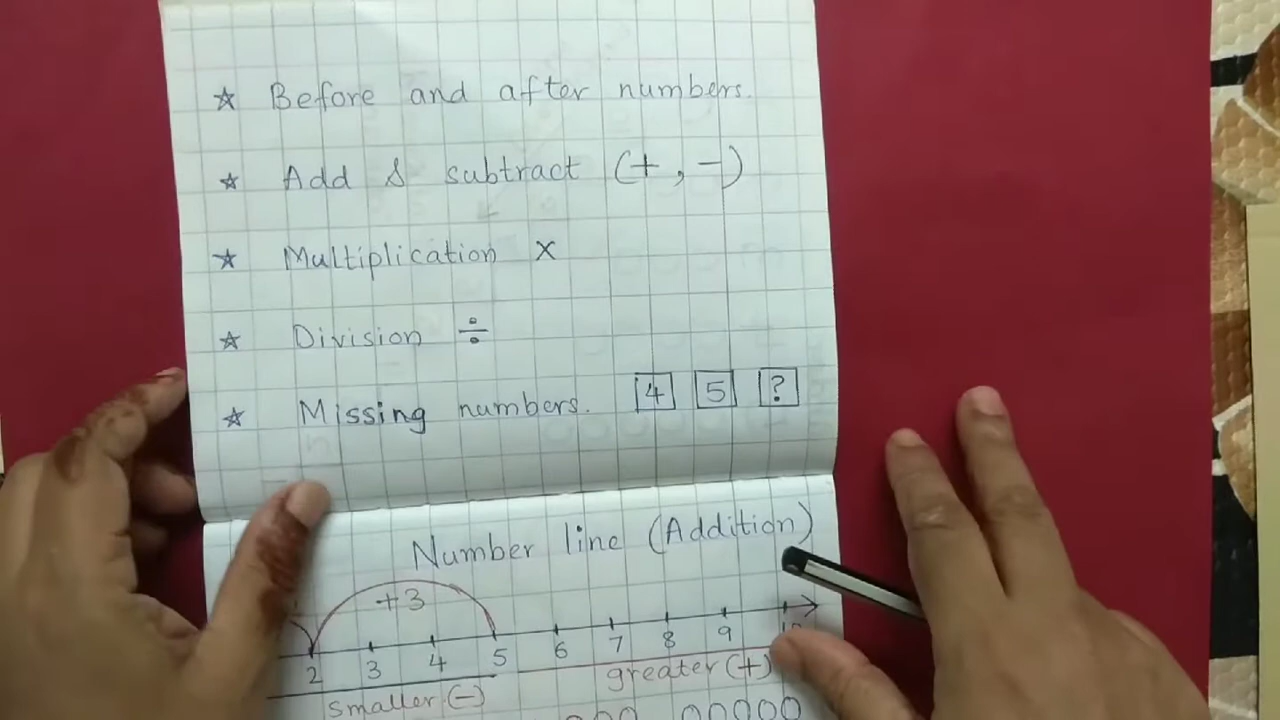 ☆ Before and after numbers.
☆ Add & subtract (+, -)
☆ Multiplication ×
☆ Division ÷
☆ Missing numbers. 4 5 ?
Number line (Addition)
+3
2 3 4 5 6 7 8 9 10
smaller (-) greater (+)